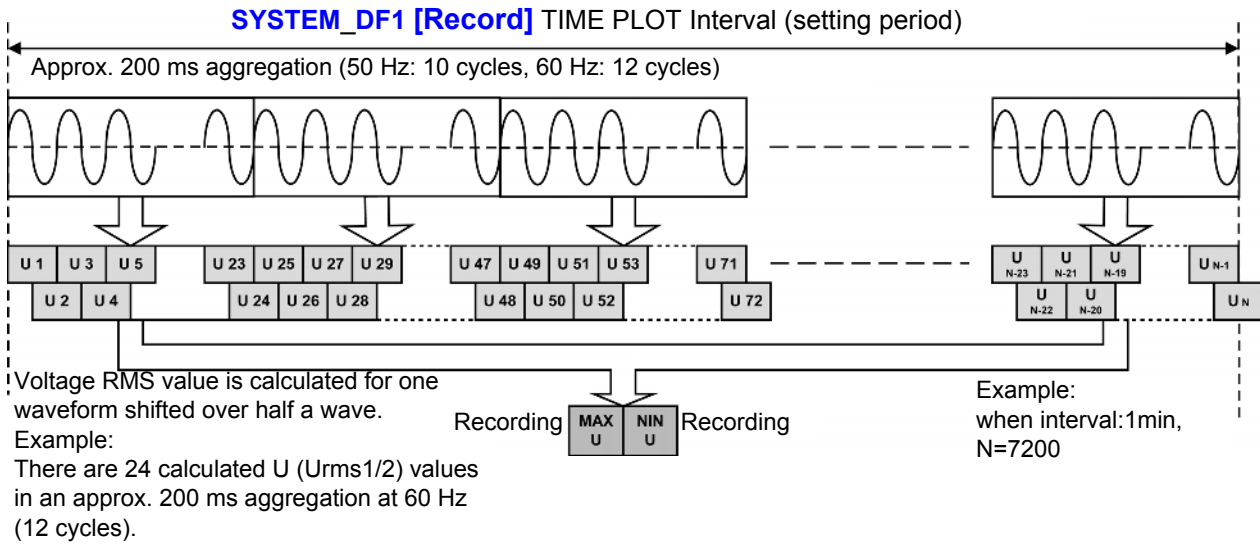 SYSTEM_DF1 [Record] TIME PLOT Interval (setting period)
Approx. 200 ms aggregation (50 Hz: 10 cycles, 60 Hz: 12 cycles)
U 1 U 3 U 5 U 23 U 25 U 27 U 29 U 47 U 49 U 51 U 53 U 71 U N-23 U N-21 U N-19 U N-1
U 2 U 4 U 24 U 26 U 28 U 48 U 50 U 52 U 72 U N-22 U N-20 U N
Voltage RMS value is calculated for one
waveform shifted over half a wave.
Example:
There are 24 calculated U (Urms1/2) values
in an approx. 200 ms aggregation at 60 Hz
(12 cycles).
Recording MAX U NIN U Recording
Example:
when interval:1min,
N=7200